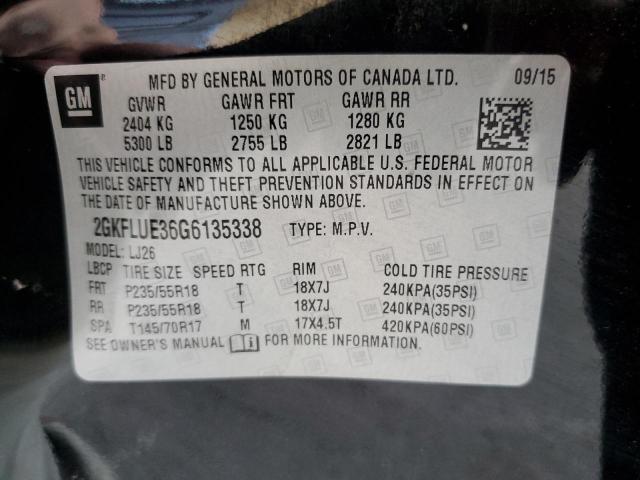 GM ® MFD BY GENERAL MOTORS OF CANADA LTD. 09/15
GVWR GAWR FRT GAWR RR
2404 KG 1250 KG 1280 KG
5300 LB 2755 LB 2821 LB
THIS VEHICLE CONFORMS TO ALL APPLICABLE U.S. FEDERAL MOTOR
VEHICLE SAFETY AND THEFT PREVENTION STANDARDS IN EFFECT ON
THE DATE OF MANUFACTURE SHOWN ABOVE.
2GKFLUE36G6135338 TYPE: M.P.V.
MODEL: LJ26
LBCP TIRE SIZE SPEED RTG RIM COLD TIRE PRESSURE
FRT P235/55R18 T 18X7J 240KPA(35PSI)
RR P235/55R18 T 18X7J 240KPA(35PSI)
SPA T145/70R17 M 17X4.5T 420KPA(60PSI)
SEE OWNER'S MANUAL FOR MORE INFORMATION.